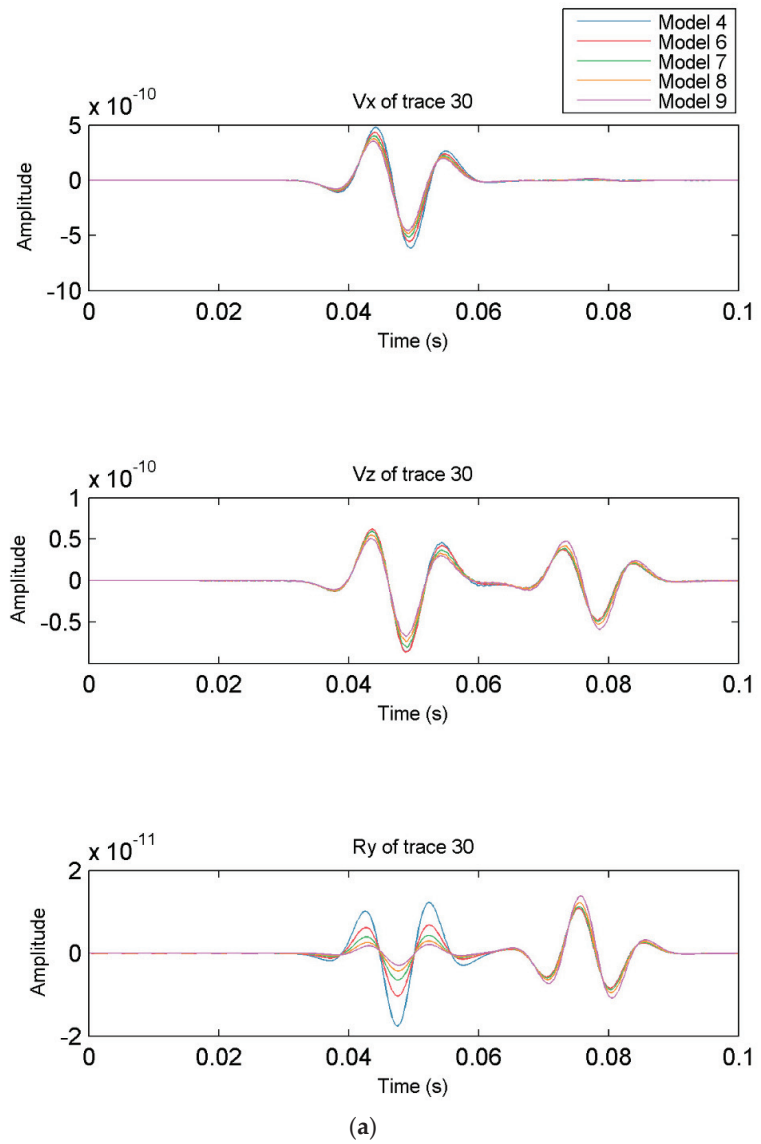 Model 4
Model 6
Model 7
Model 8
Model 9
x 10^-10
Vx of trace 30
5
0
-5
-10
Amplitude
0 0.02 0.04 0.06 0.08 0.1
Time (s)
x 10^-10
Vz of trace 30
1
0.5
0
-0.5
Amplitude
0 0.02 0.04 0.06 0.08 0.1
Time (s)
x 10^-11
Ry of trace 30
2
0
-2
Amplitude
0 0.02 0.04 0.06 0.08 0.1
Time (s)
(a)